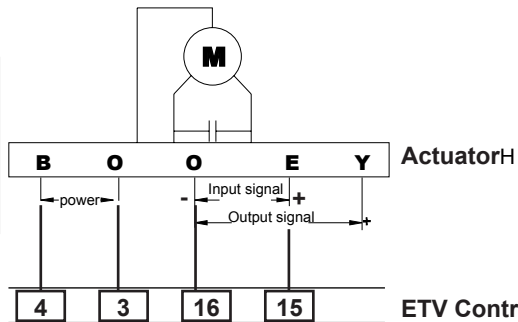 M
B O O E Y ActuatorH
power - Input signal +
Output signal +
4 3 16 15 ETV Contr